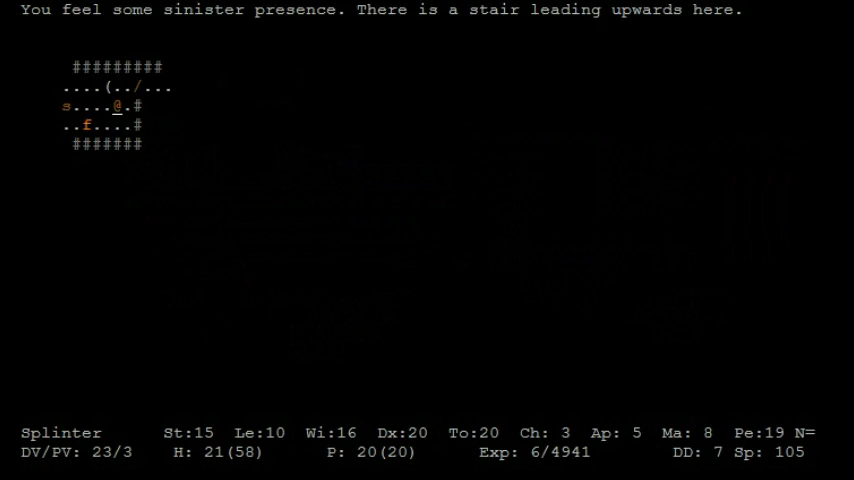 You feel some sinister presence. There is a stair leading upwards here.
#########
....(../...
s....@.#
..f....#
#######
Splinter St:15 Le:10 Wi:16 Dx:20 To:20 Ch: 3 Ap: 5 Ma: 8 Pe:19 N=
DV/PV: 23/3 H: 21(58) P: 20(20) Exp: 6/4941 DD: 7 Sp: 105